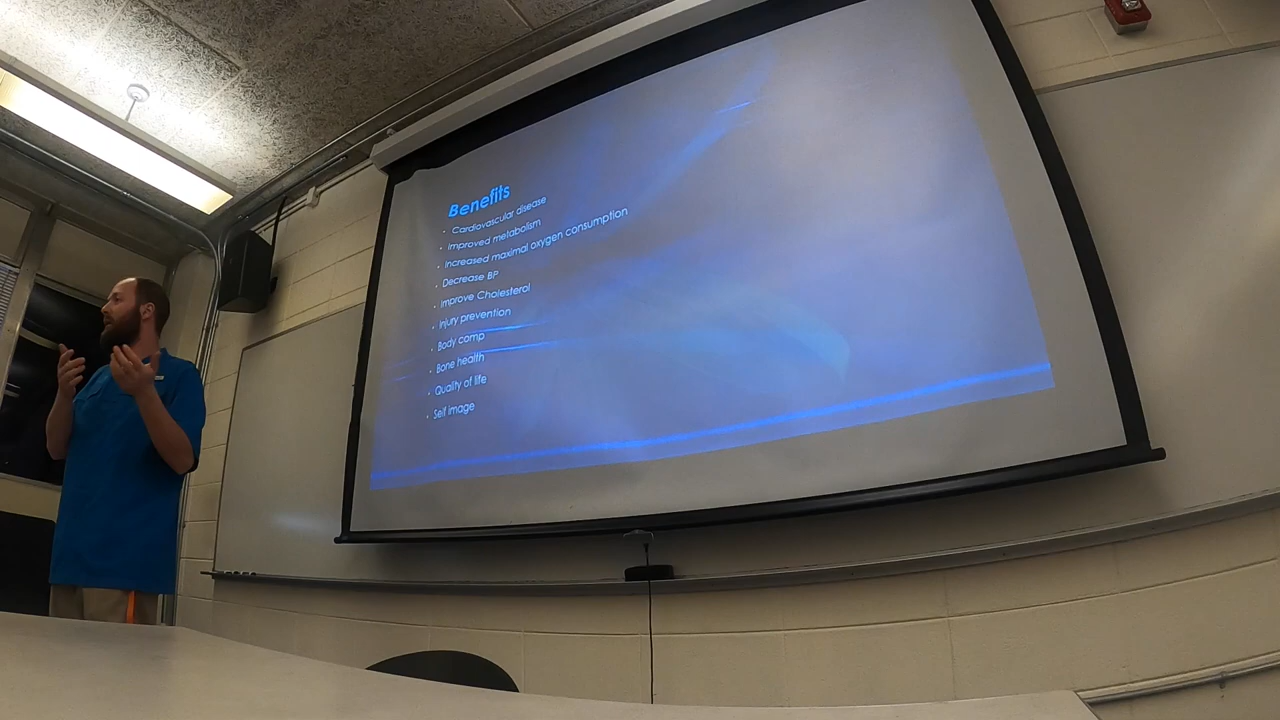 Benefits
Cardiovascular disease
Improved metabolism
Increased maximal oxygen consumption
Decrease BP
Improve Cholesterol
Injury prevention
Body comp
Bone health
Quality of life
Self image